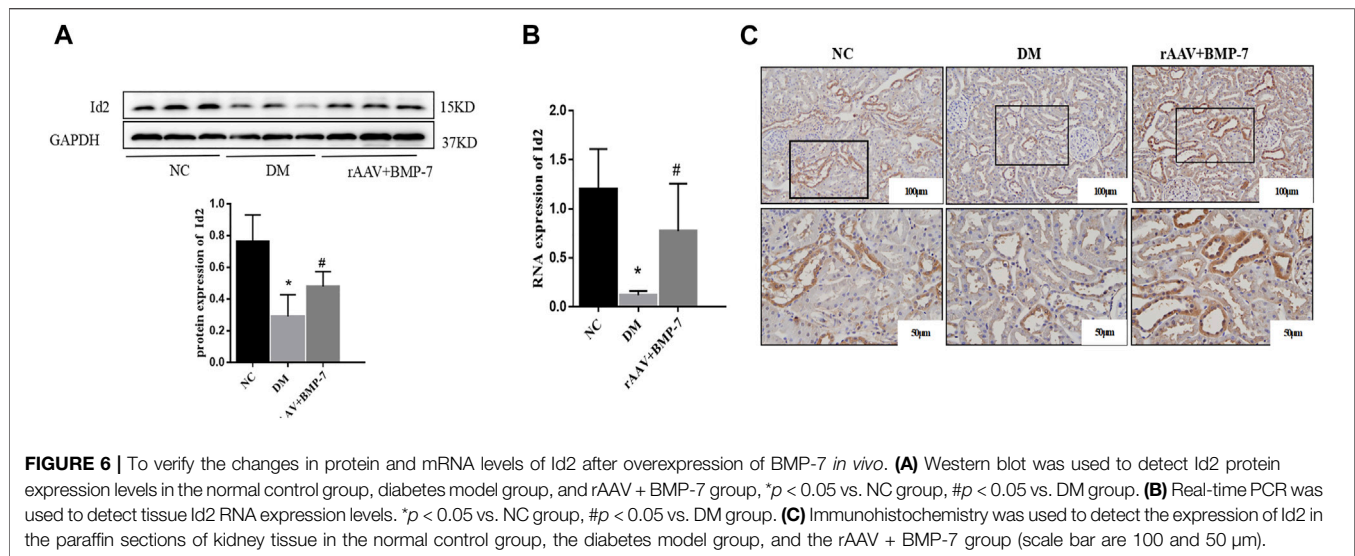 A
Id2
15KD
GAPDH
37KD
NC
DM
rAAV+BMP-7
protein expression of Id2
1.0
0.8
0.6
0.4
0.2
0.0
*
#
NC
DM
AAV+BMP-7
B
RNA expression of Id2
2.0
1.5
1.0
0.5
0.0
*
#
NC
DM
rAAV+BMP-7
C
NC
DM
rAAV+BMP-7
100μm
100μm
100μm
50μm
50μm
50μm
FIGURE 6 | To verify the changes in protein and mRNA levels of Id2 after overexpression of BMP-7 in vivo. (A) Western blot was used to detect Id2 protein
expression levels in the normal control group, diabetes model group, and rAAV + BMP-7 group, *p < 0.05 vs. NC group, #p < 0.05 vs. DM group. (B) Real-time PCR was
used to detect tissue Id2 RNA expression levels. *p < 0.05 vs. NC group, #p < 0.05 vs. DM group. (C) Immunohistochemistry was used to detect the expression of Id2 in
the paraffin sections of kidney tissue in the normal control group, the diabetes model group, and the rAAV + BMP-7 group (scale bar are 100 and 50 μm).